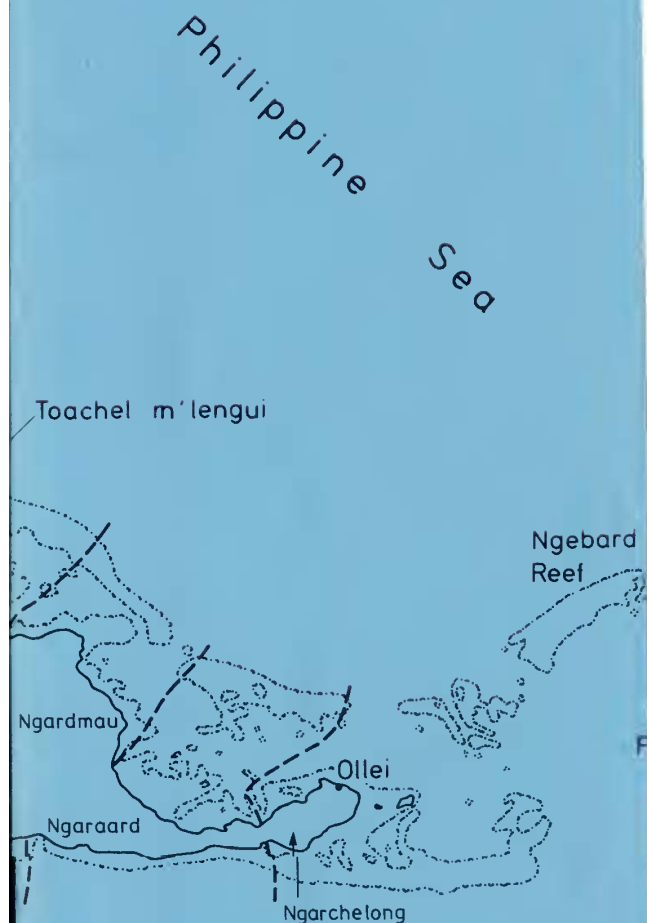 Philippine Sea
Toachel m'lengui
Ngebard
Reef
Ngardmau
Ollei
Ngaraard
Ngarchelong